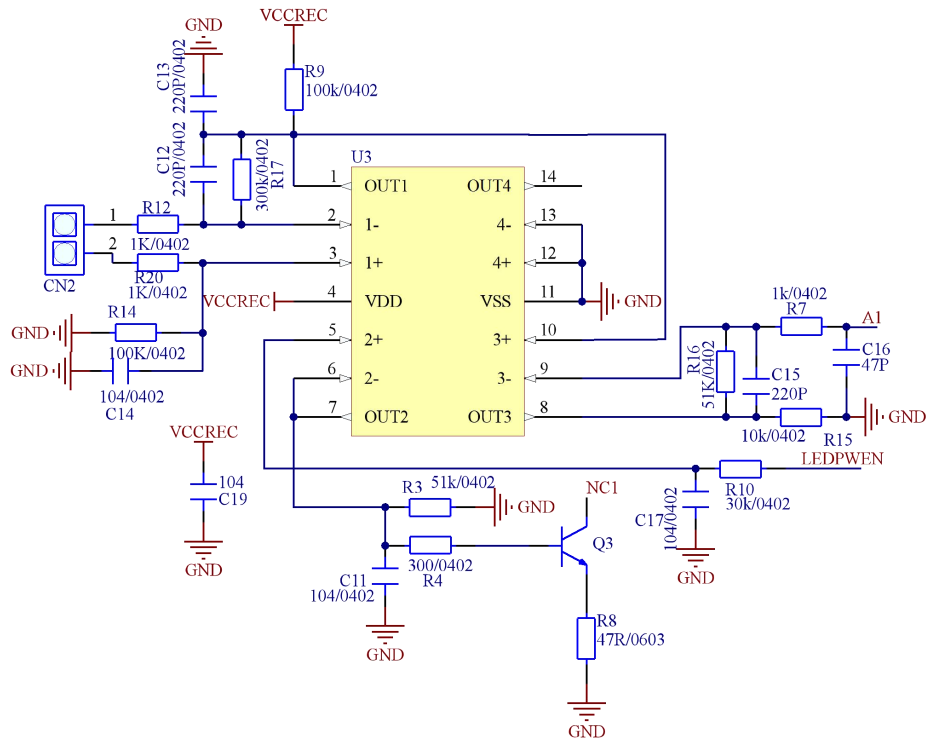 VCCREC
GND
C13
220P/0402
R9
100k/0402
C12
220P/0402
300k/0402
R17
U3
1
OUT1
OUT4
14
2
1-
4-
13
3
1+
4+
12
4
VDD
VSS
11
5
2+
3+
10
6
2-
3-
9
7
OUT2
OUT3
8
1
R12
1K/0402
2
R20
1K/0402
CN2
VCCREC
GND
GND
R14
100K/0402
GND
104/0402
C14
1k/0402
R7
A1
R16
51K/0402
C15
220P
C16
47P
10k/0402
R15
GND
LEDPWEN
VCCREC
104
C19
GND
R3
51k/0402
GND
NC1
C17
104/0402
R10
30k/0402
GND
300/0402
R4
Q3
C11
104/0402
GND
R8
47R/0603
GND